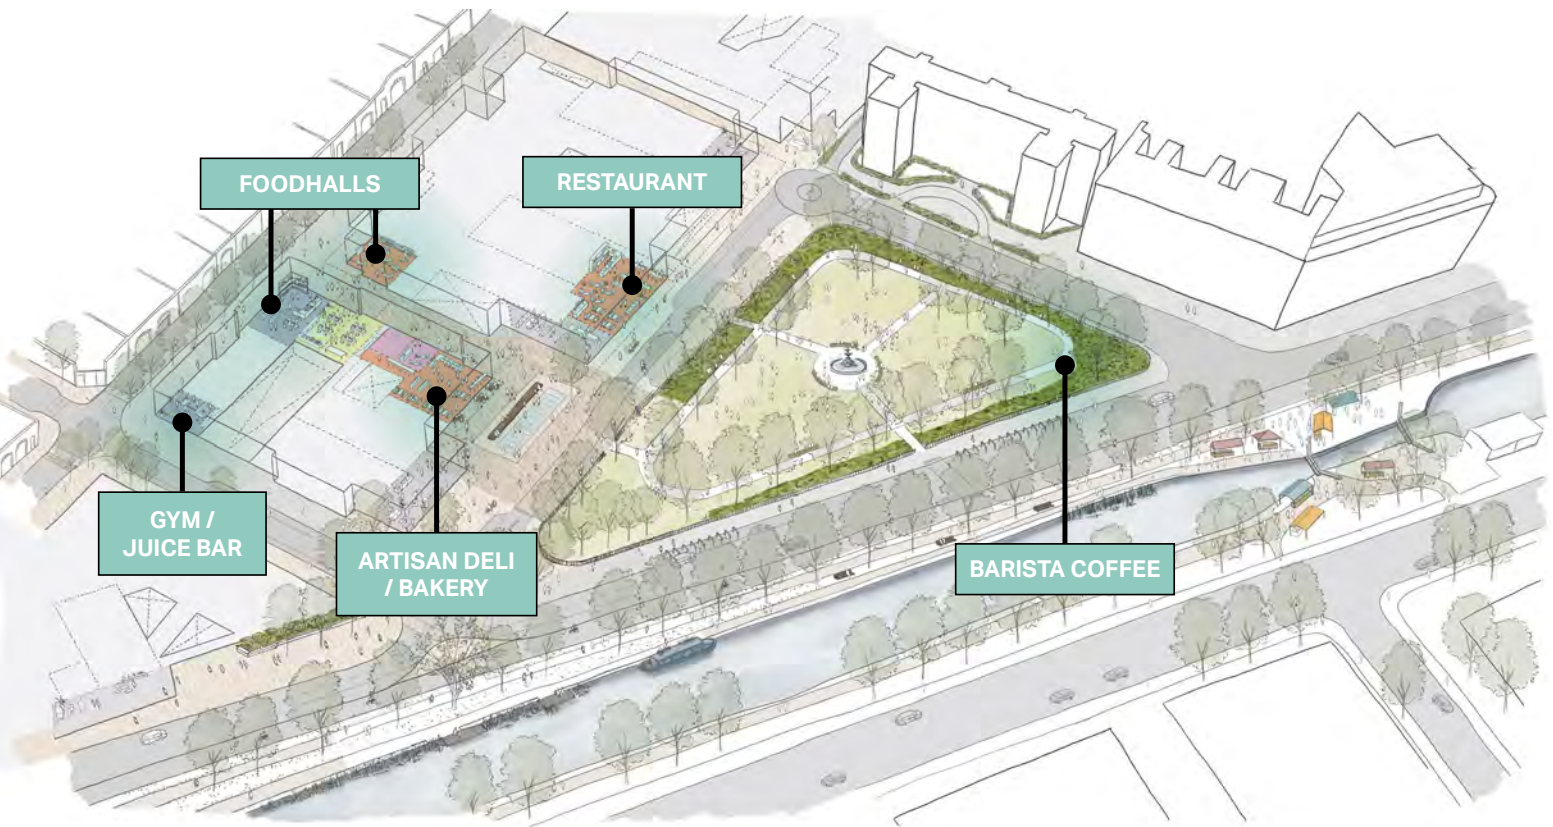 FOODHALLS
RESTAURANT
GYM /
JUICE BAR
ARTISAN DELI
/ BAKERY
BARISTA COFFEE